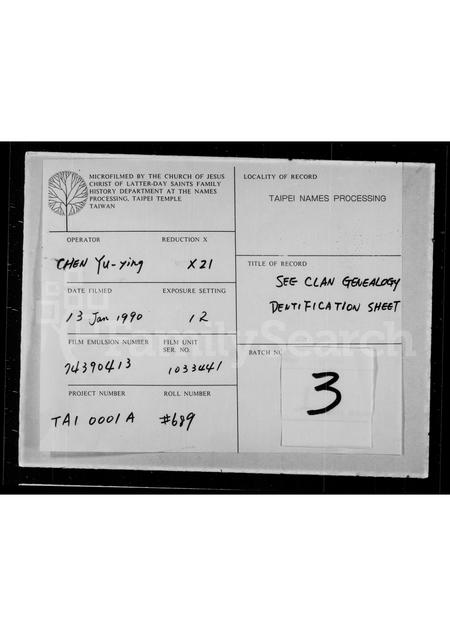 MICROFILMED BY THE CHURCH OF JESUS
CHRIST OF LATTER-DAY SAINTS FAMILY
HISTORY DEPARTMENT AT THE NAMES
PROCESSING, TAIPEI TEMPLE
TAIWAN
LOCALITY OF RECORD
TAIPEI NAMES PROCESSING
OPERATOR
REDUCTION X
CHEN Yu-ying
X 21
TITLE OF RECORD
SEE CLAN GENEALOGY
DENTIFICATION SHEET
DATE FILMED
EXPOSURE SETTING
13 Jan 1990
12
FamilySearch
FILM EMULSION NUMBER
FILM UNIT
SER. NO.
74390413
1033441
BATCH NO
3
PROJECT NUMBER
ROLL NUMBER
TAI 0001A
#689